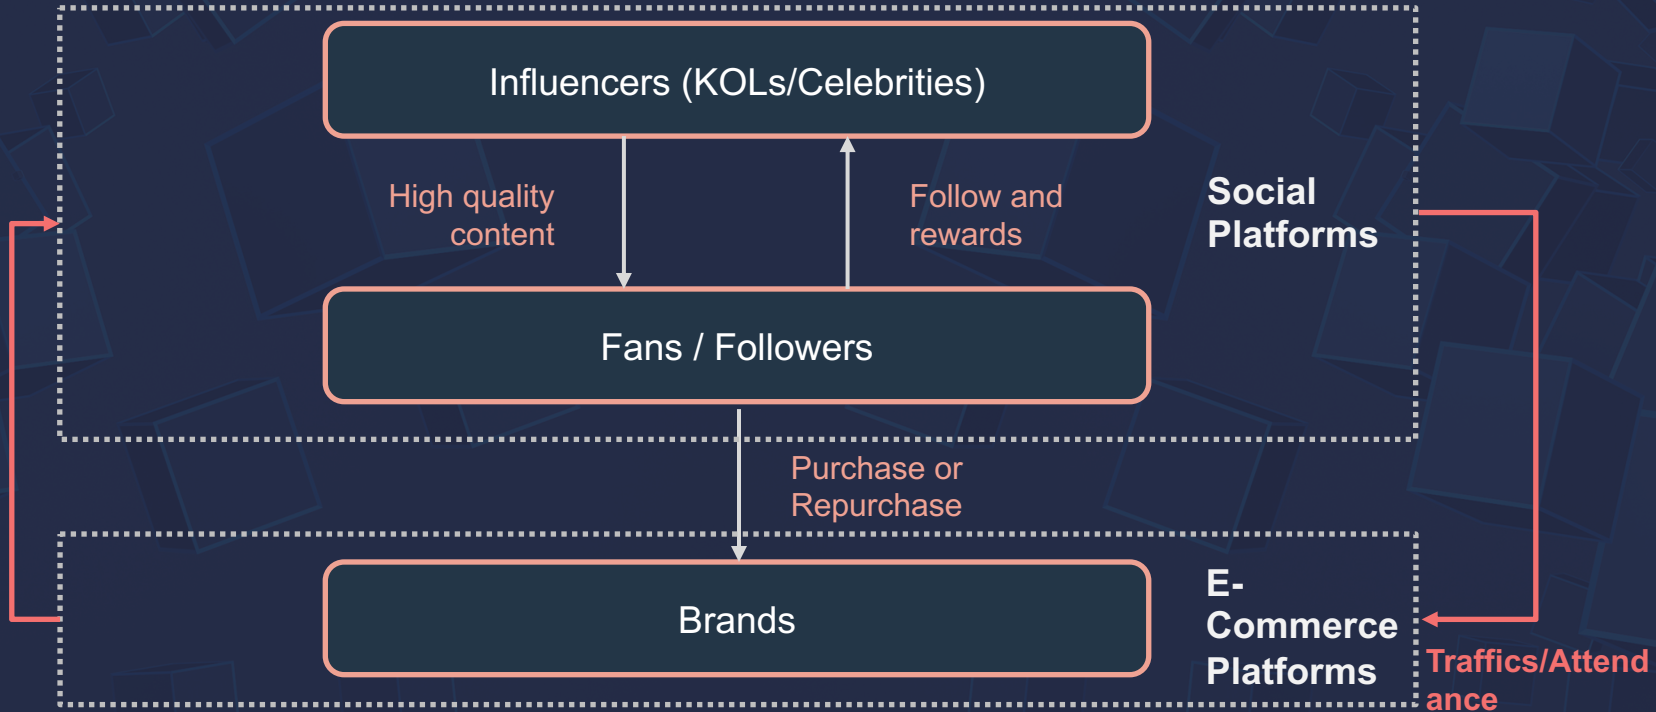 Influencers (KOLs/Celebrities)
High quality
content
Follow and
rewards
Social
Platforms
Fans / Followers
Purchase or
Repurchase
Brands
E-
Commerce
Platforms
Traffics/Attend
ance